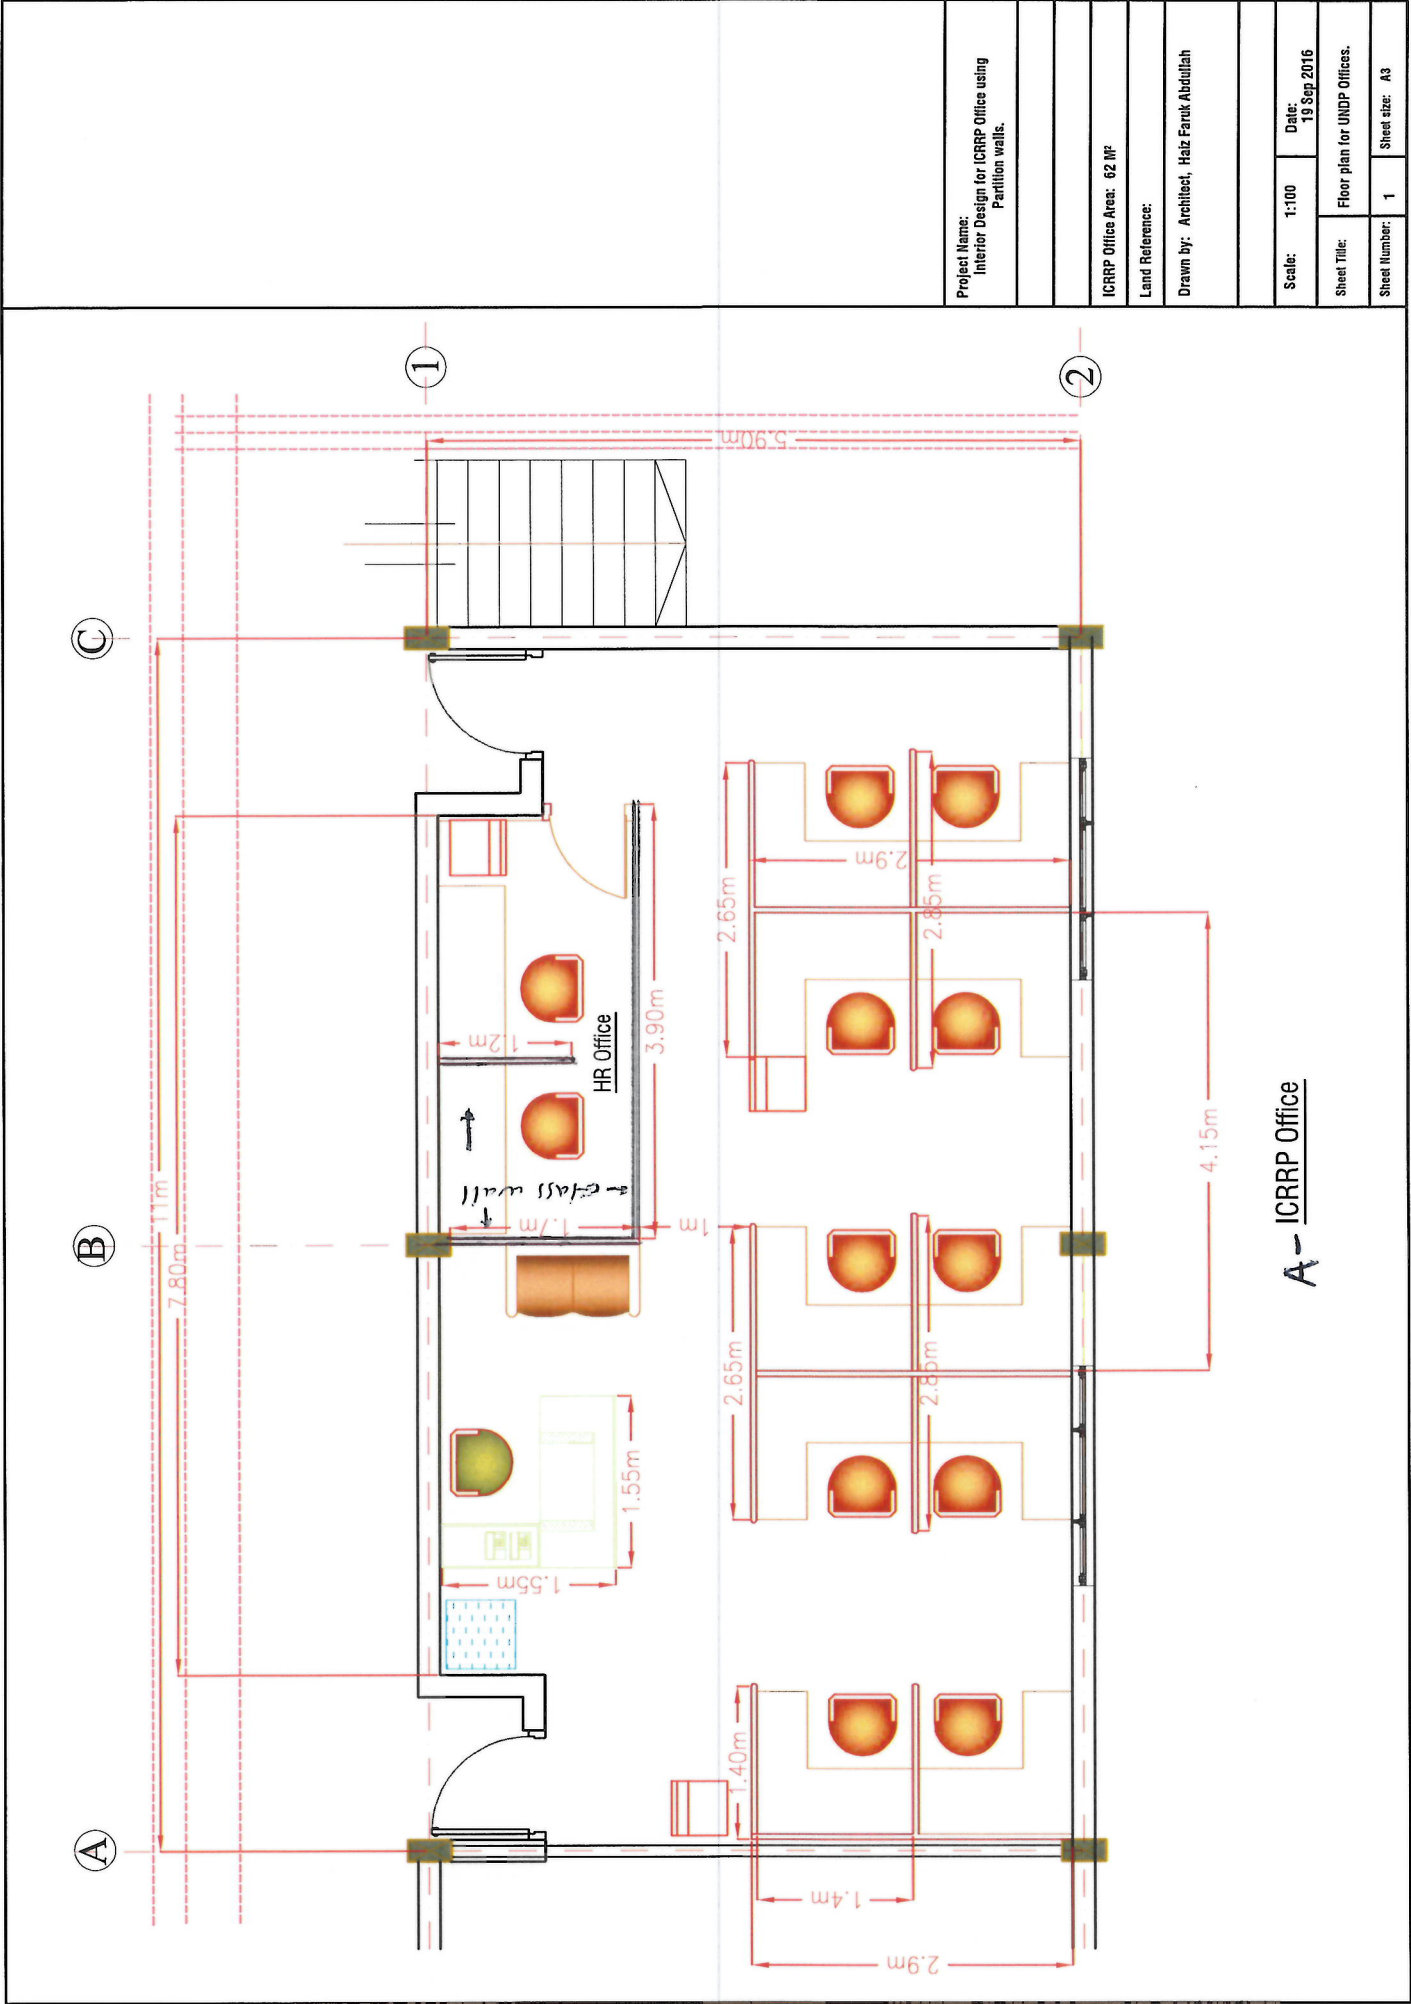 Project Name:
Interior Design for ICRRP Office using
Partition walls.
ICRRP Office Area: 62 M²
Land Reference:
Drawn by: Architect, Haiz Faruk Abdullah
Scale: 1:100
Date:
19 Sep 2016
Sheet Title: Floor plan for UNDP Offices.
Sheet Number: 1
Sheet size: A3
A
B
C
1
2
11m
7.80m
5.90m
1.2m
HR Office
3.90m
Glass wall
1.7m
1m
1.55m
1.55m
2.65m
2.9m
2.85m
2.65m
2.85m
4.15m
1.40m
1.4m
2.9m
A- ICRRP Office